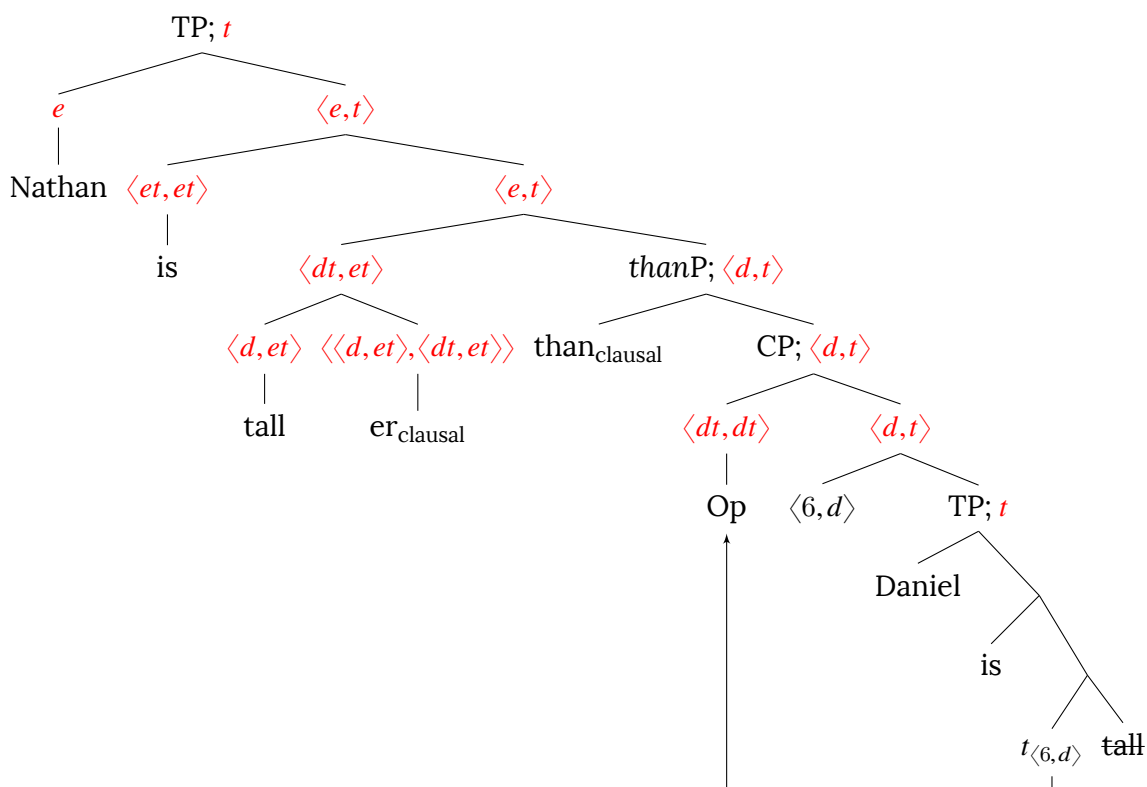 TP; t
e ⟨e,t⟩
Nathan ⟨et,et⟩ ⟨e,t⟩
is ⟨dt,et⟩ thanP; ⟨d,t⟩
⟨d,et⟩ ⟨⟨d,et⟩,⟨dt,et⟩⟩ than_clausal CP; ⟨d,t⟩
tall er_clausal ⟨dt,dt⟩ ⟨d,t⟩
Op ⟨6,d⟩ TP; t
Daniel
is
t_⟨6,d⟩ tall